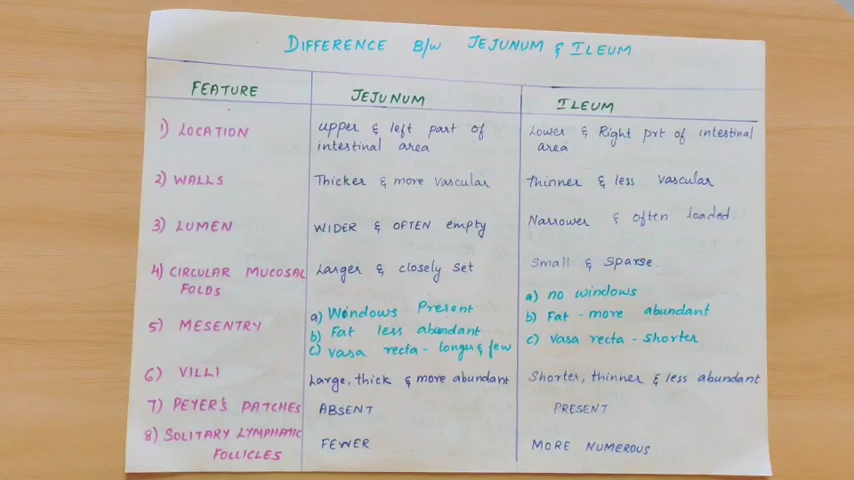 DIFFERENCE B/W JEJUNUM & ILEUM
FEATURE JEJUNUM ILEUM
1) LOCATION
upper & left part of
intestinal area
Lower & Right prt of intestinal
area
2) WALLS
Thicker & more vascular
Thinner & less vascular
3) LUMEN
WIDER & OFTEN empty
Narrower & often loaded
4) CIRCULAR MUCOSAL
FOLDS
Larger & closely set
Small & sparse
5) MESENTRY
a) Windows Present
b) Fat less abundant
c) vasa recta - longer & few
a) no windows
b) Fat - more abundant
c) vasa recta - shorter
6) VILLI
Large, thick & more abundant
Shorter, thinner & less abundant
7) PEYER'S PATCHES
ABSENT
PRESENT
8) SOLITARY LYMPHATIC
FOLLICLES
FEWER
MORE NUMEROUS